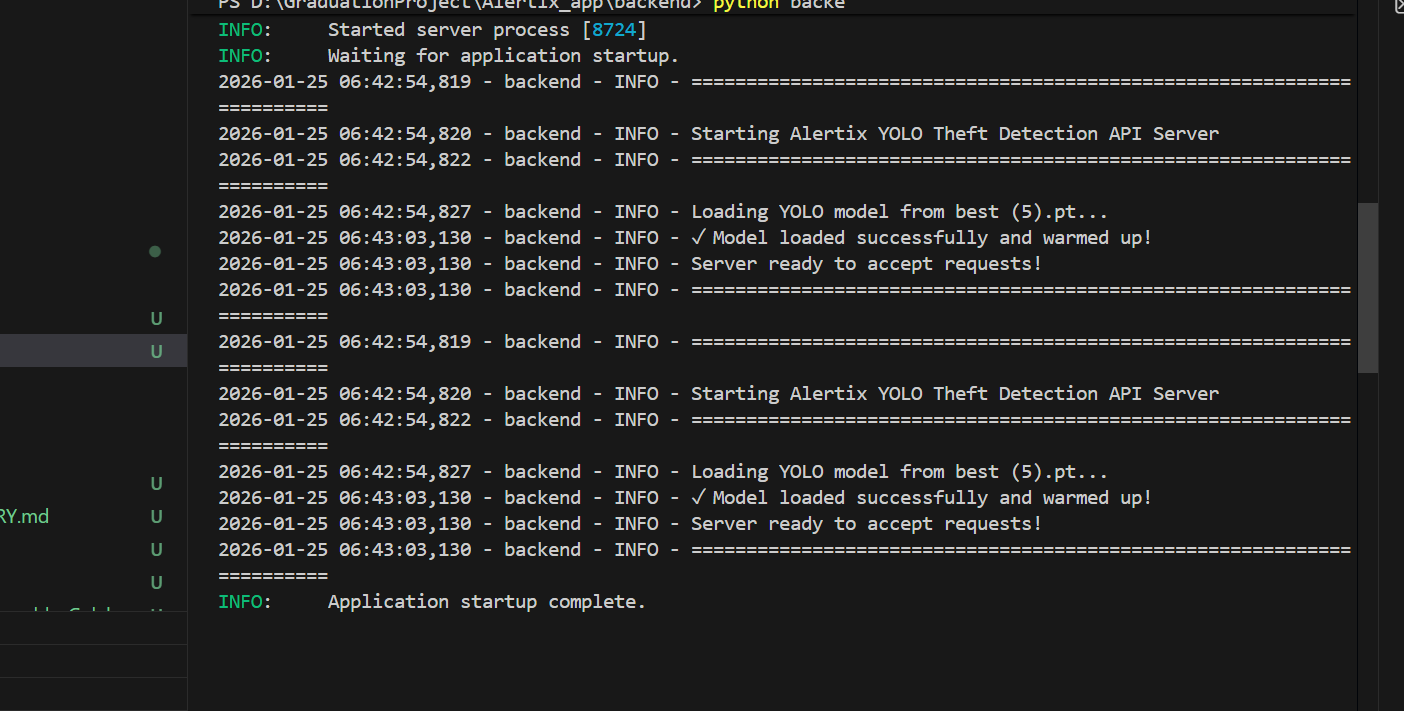 PS D:\GraduationProject\Alertix_app\backend> python backe
INFO:     Started server process [8724]
INFO:     Waiting for application startup.
2026-01-25 06:42:54,819 - backend - INFO - ============================================================
==========
2026-01-25 06:42:54,820 - backend - INFO - Starting Alertix YOLO Theft Detection API Server
2026-01-25 06:42:54,822 - backend - INFO - ============================================================
==========
2026-01-25 06:42:54,827 - backend - INFO - Loading YOLO model from best (5).pt...
2026-01-25 06:43:03,130 - backend - INFO - ✓ Model loaded successfully and warmed up!
2026-01-25 06:43:03,130 - backend - INFO - Server ready to accept requests!
2026-01-25 06:43:03,130 - backend - INFO - ============================================================
==========
2026-01-25 06:42:54,819 - backend - INFO - ============================================================
==========
2026-01-25 06:42:54,820 - backend - INFO - Starting Alertix YOLO Theft Detection API Server
2026-01-25 06:42:54,822 - backend - INFO - ============================================================
==========
2026-01-25 06:42:54,827 - backend - INFO - Loading YOLO model from best (5).pt...
2026-01-25 06:43:03,130 - backend - INFO - ✓ Model loaded successfully and warmed up!
2026-01-25 06:43:03,130 - backend - INFO - Server ready to accept requests!
2026-01-25 06:43:03,130 - backend - INFO - ============================================================
==========
INFO:     Application startup complete.
U
U
U
RY.md U
U
U